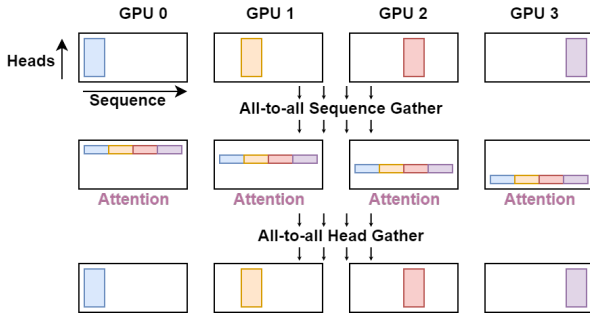 GPU 0 GPU 1 GPU 2 GPU 3
Heads
Sequence
All-to-all Sequence Gather
Attention Attention Attention Attention
All-to-all Head Gather